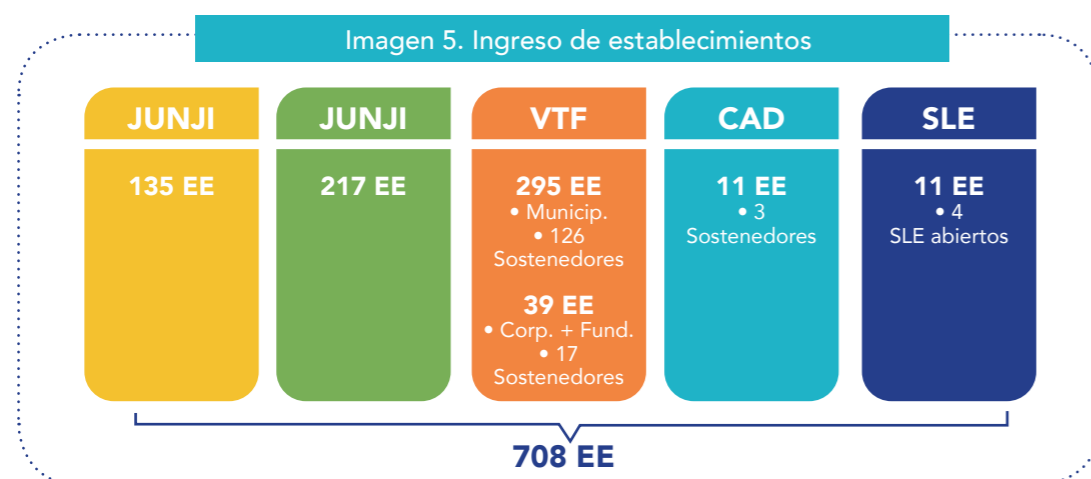 Imagen 5. Ingreso de establecimientos
JUNJI
135 EE
JUNJI
217 EE
VTF
295 EE
• Municip.
• 126
Sostenedores
39 EE
• Corp. + Fund.
• 17
Sostenedores
CAD
11 EE
• 3
Sostenedores
SLE
11 EE
• 4
SLE abiertos
708 EE